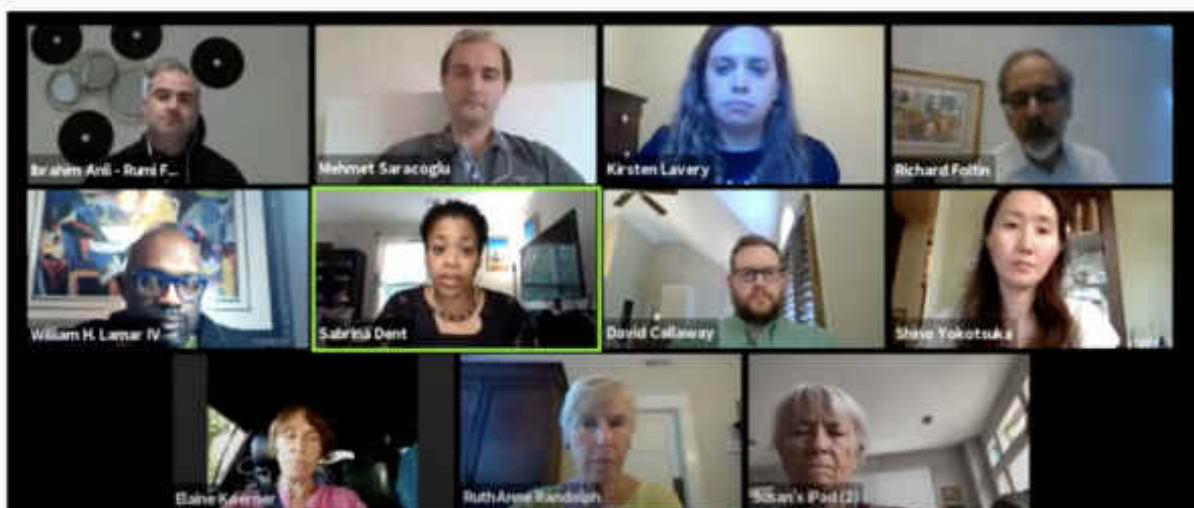 Ibrahim Anli - Rumi F...
Mehmet Saracoglu
Kirsten Lavery
Richard Foltin
William H. Lamar IV
Sabrina Dent
David Callaway
Shino Yokotsuka
Elaine Koerner
RuthAnne Randolph
Susan's iPad (2)